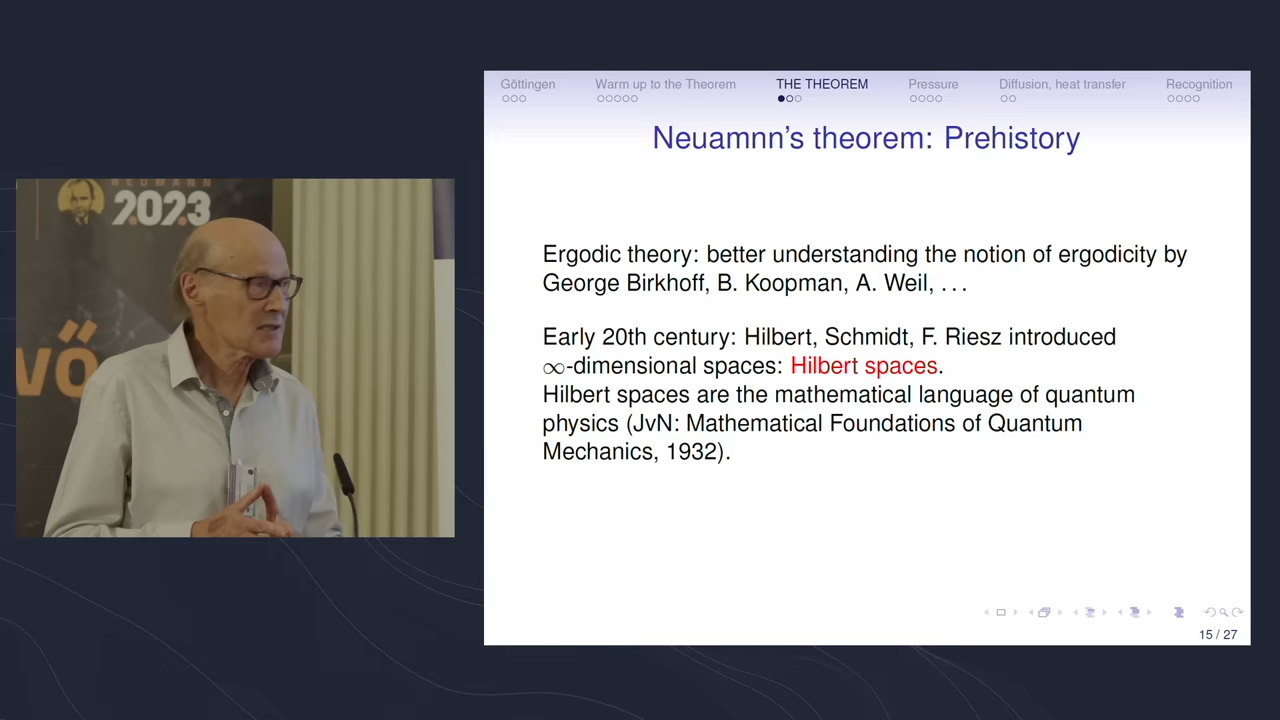 NEUMANN
2023
VŐ
Göttingen
Warm up to the Theorem
THE THEOREM
Pressure
Diffusion, heat transfer
Recognition
Neuamnn's theorem: Prehistory
Ergodic theory: better understanding the notion of ergodicity by
George Birkhoff, B. Koopman, A. Weil, . . .
Early 20th century: Hilbert, Schmidt, F. Riesz introduced
∞-dimensional spaces: Hilbert spaces.
Hilbert spaces are the mathematical language of quantum
physics (JvN: Mathematical Foundations of Quantum
Mechanics, 1932).
15 / 27